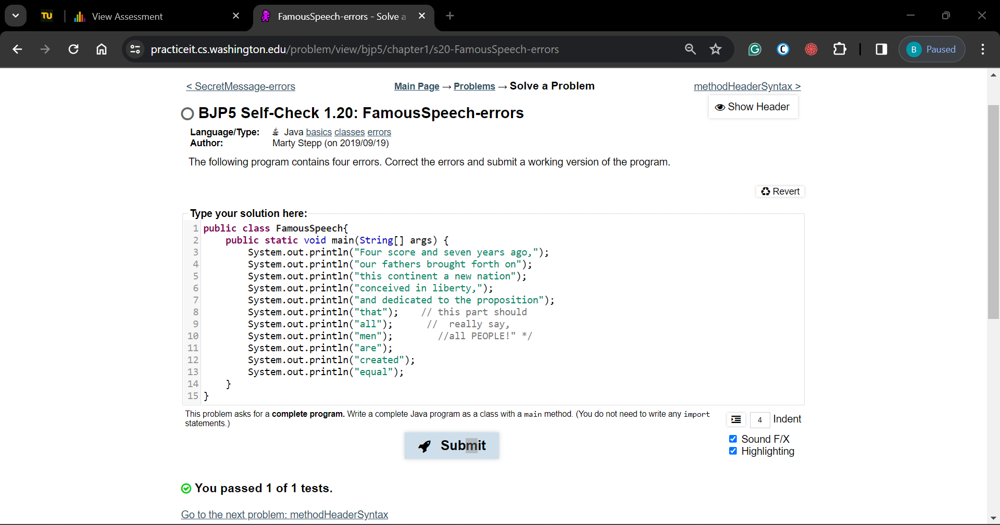 TU
View Assessment
FamousSpeech-errors - Solve a
practiceit.cs.washington.edu/problem/view/bjp5/chapter1/s20-FamousSpeech-errors
B Paused
< SecretMessage-errors
Main Page → Problems → Solve a Problem
methodHeaderSyntax >
Show Header
BJP5 Self-Check 1.20: FamousSpeech-errors
Language/Type: Java basics classes errors
Author: Marty Stepp (on 2019/09/19)
The following program contains four errors. Correct the errors and submit a working version of the program.
Revert
Type your solution here:
1 public class FamousSpeech{
2     public static void main(String[] args) {
3         System.out.println("Four score and seven years ago,");
4         System.out.println("our fathers brought forth on");
5         System.out.println("this continent a new nation");
6         System.out.println("conceived in liberty,");
7         System.out.println("and dedicated to the proposition");
8         System.out.println("that");    // this part should
9         System.out.println("all");      //  really say,
10         System.out.println("men");        //all PEOPLE!" */
11         System.out.println("are");
12         System.out.println("created");
13         System.out.println("equal");
14     }
15 }
This problem asks for a complete program. Write a complete Java program as a class with a main method. (You do not need to write any import
statements.)
4 Indent
Sound F/X
Highlighting
Submit
You passed 1 of 1 tests.
Go to the next problem: methodHeaderSyntax